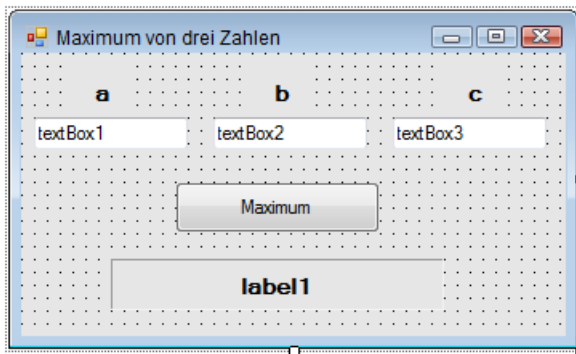 Maximum von drei Zahlen
a b c
textBox1 textBox2 textBox3
Maximum
label1